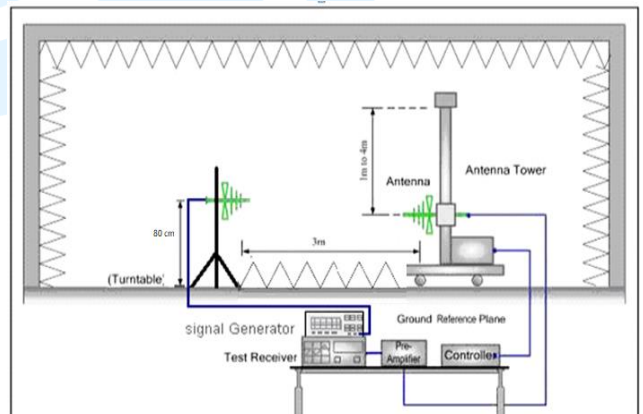 1m to 4m
Antenna
Antenna Tower
80 cm
3m
(Turntable)
Ground Reference Plane
signal Generator
Test Receiver
Pre-
Amplifier
Controller